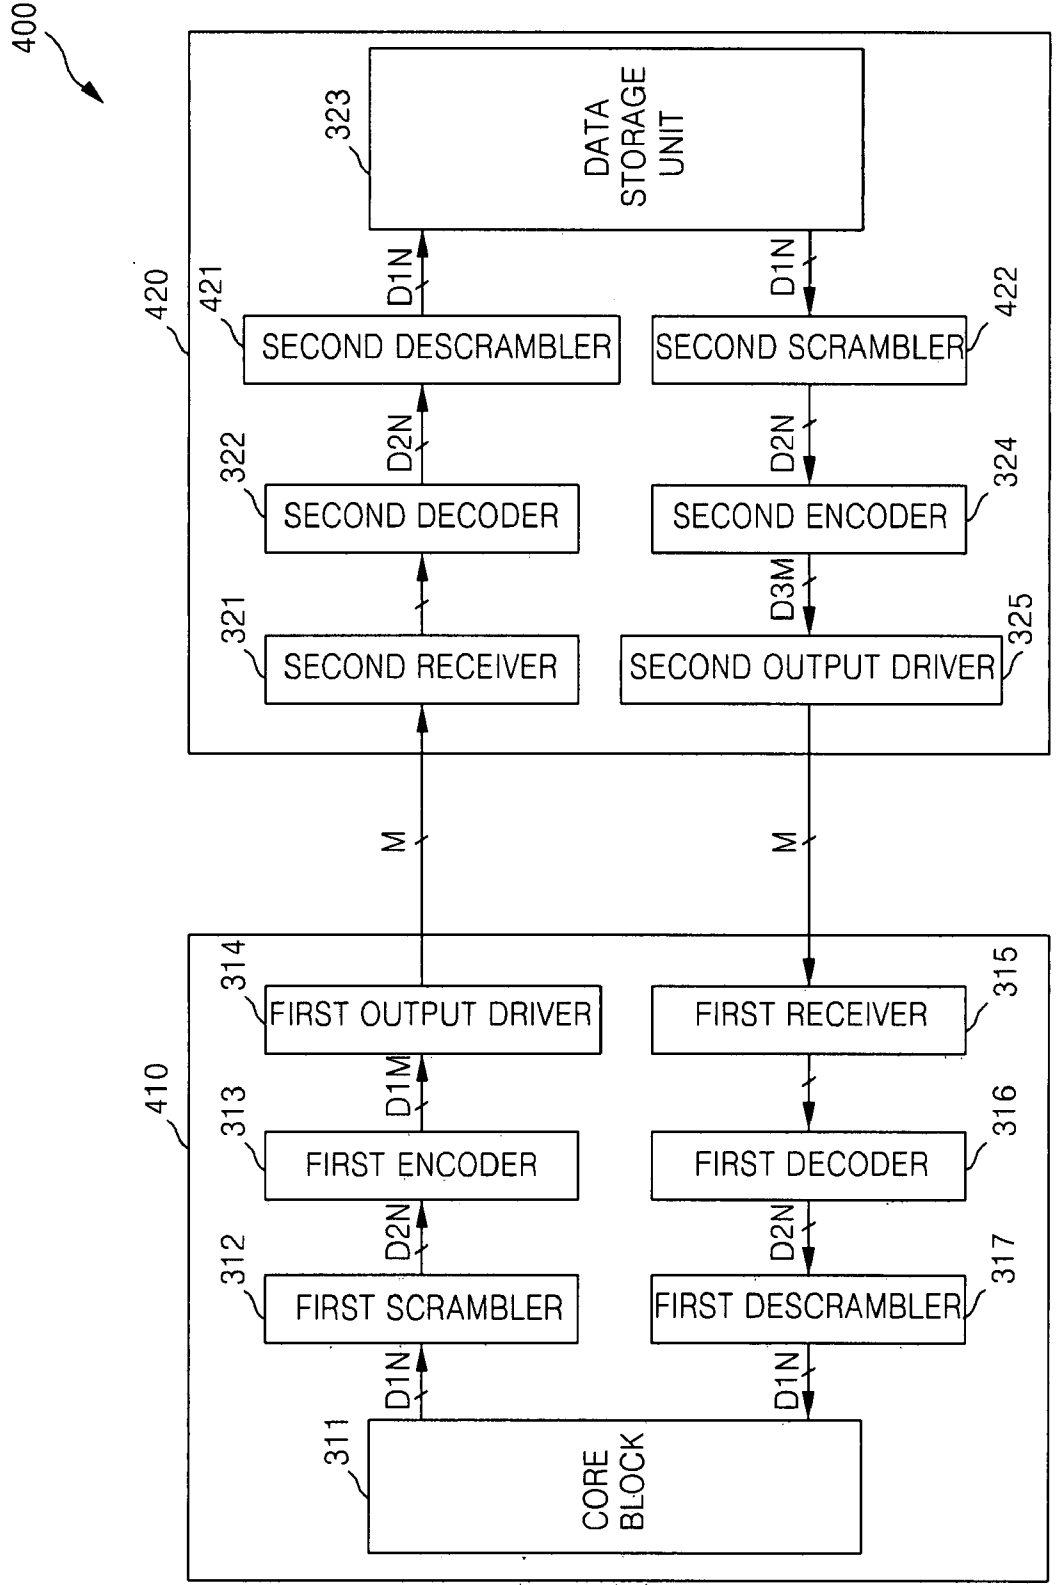 400
410
311
CORE
BLOCK
D1N
312
FIRST SCRAMBLER
D2N
313
FIRST ENCODER
D1M
314
FIRST OUTPUT DRIVER
M
420
321
SECOND RECEIVER
322
SECOND DECODER
D2N
421
SECOND DESCRAMBLER
D1N
323
DATA
STORAGE
UNIT
D1N
SECOND SCRAMBLER
422
D2N
SECOND ENCODER
324
D3M
SECOND OUTPUT DRIVER
325
M
FIRST RECEIVER
315
FIRST DECODER
316
D2N
FIRST DESCRAMBLER
317
D1N